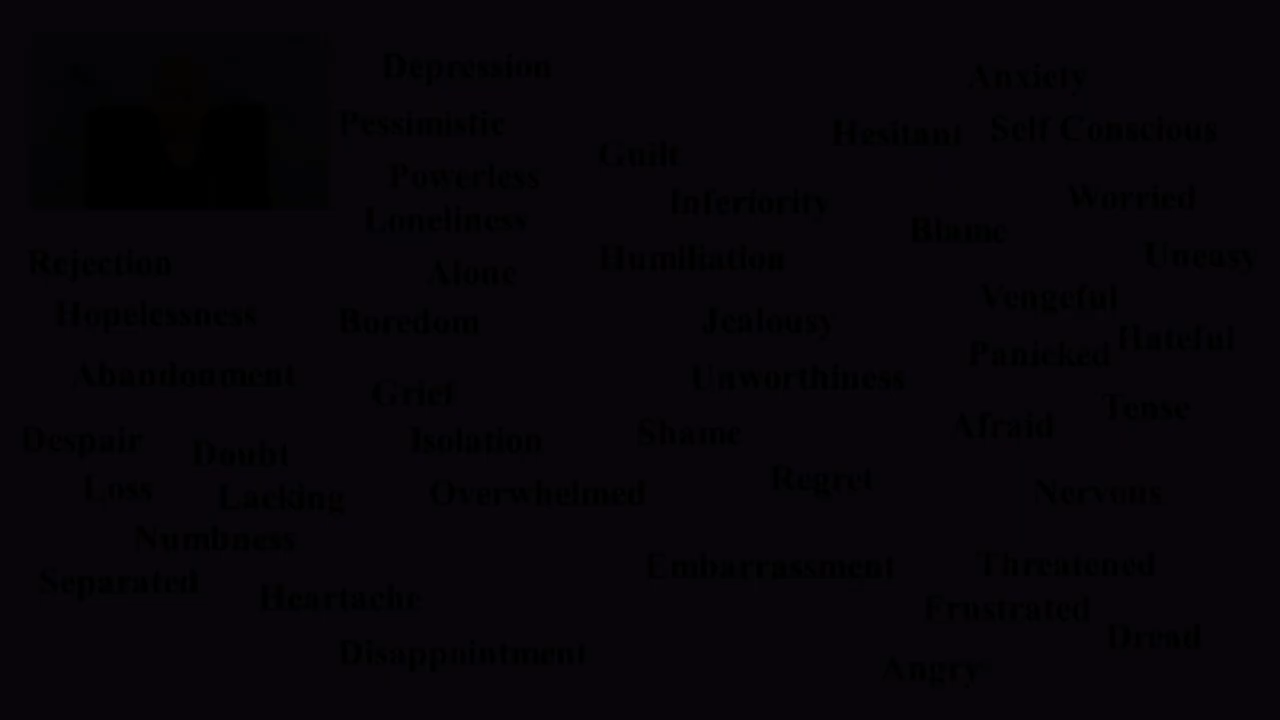 Depression
Anxiety
Pessimistic
Hesitant
Self Conscious
Guilt
Powerless
Inferiority
Worried
Loneliness
Blame
Rejection
Alone
Humiliation
Uneasy
Hopelessness
Boredom
Jealousy
Vengeful
Hateful
Panicked
Abandonment
Grief
Unworthiness
Tense
Despair
Doubt
Isolation
Shame
Afraid
Loss
Lacking
Overwhelmed
Regret
Nervous
Numbness
Separated
Heartache
Embarrassment
Threatened
Frustrated
Disappointment
Dread
Angry